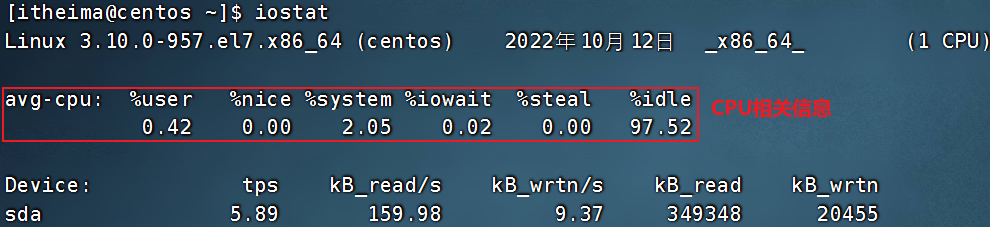 [itheima@centos ~]$ iostat
Linux 3.10.0-957.el7.x86_64 (centos) 2022年10月12日 _x86_64_ (1 CPU)
avg-cpu: %user %nice %system %iowait %steal %idle
0.42 0.00 2.05 0.02 0.00 97.52
CPU相关信息
Device: tps kB_read/s kB_wrtn/s kB_read kB_wrtn
sda 5.89 159.98 9.37 349348 20455